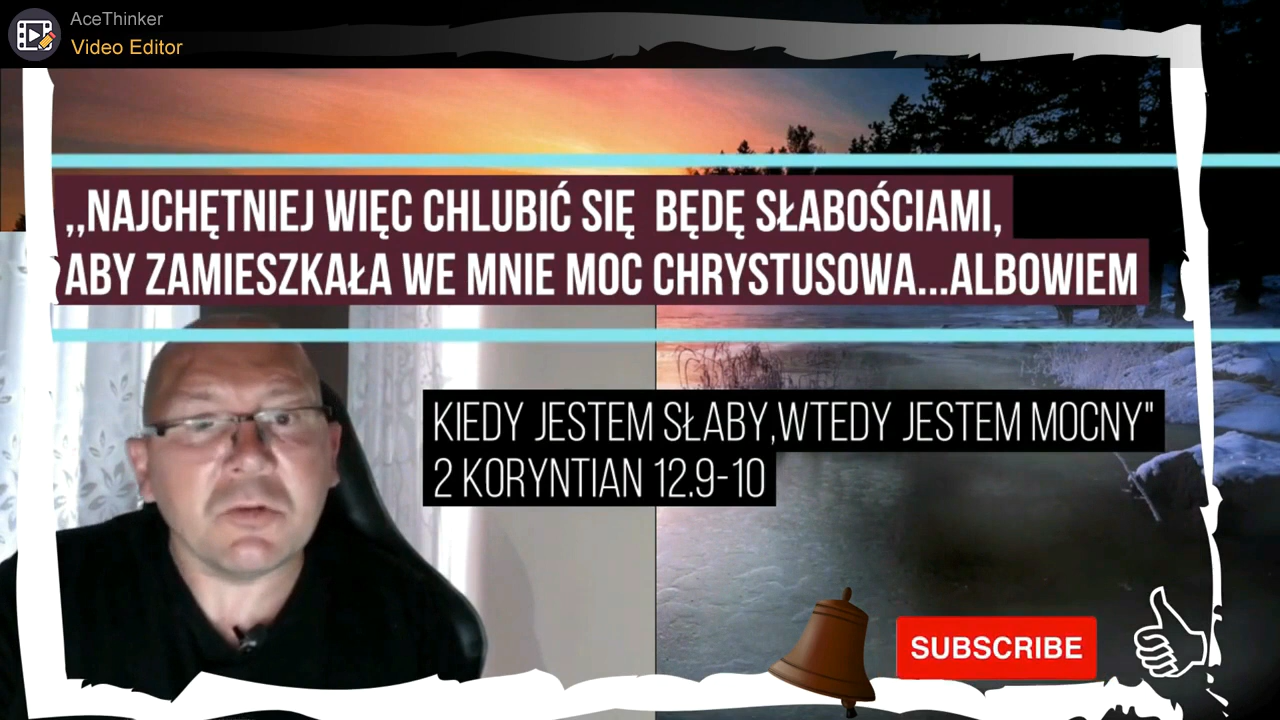 AceThinker
Video Editor
,,NAJCHĘTNIEJ WIĘC CHLUBIĆ SIĘ BĘDĘ SŁABOŚCIAMI,
ABY ZAMIESZKAŁA WE MNIE MOC CHRYSTUSOWA...ALBOWIEM
KIEDY JESTEM SŁABY,WTEDY JESTEM MOCNY"
2 KORYNTIAN 12.9-10
SUBSCRIBE